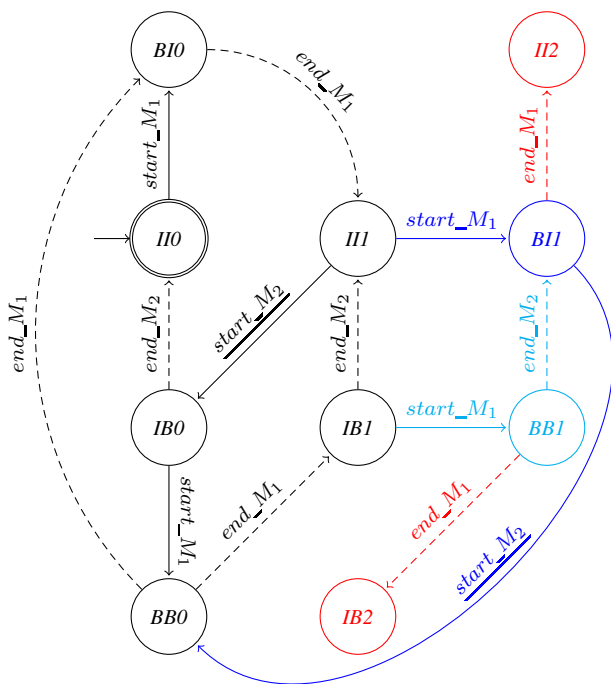 BI0
II2
end_M1
start_M1
end_M1
II0
II1
start_M1
BI1
end_M1
end_M2
start_M2
end_M2
end_M2
IB0
IB1
start_M1
BB1
start_M1
end_M1
end_M1
start_M2
BB0
IB2